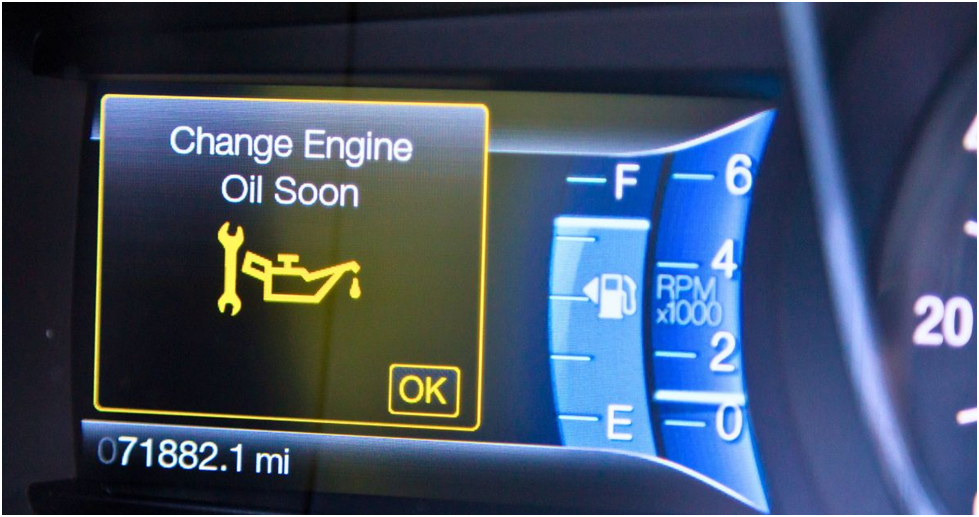 Change Engine
Oil Soon
OK
071882.1 mi
F
E
6
4
RPM
x1000
2
0
20